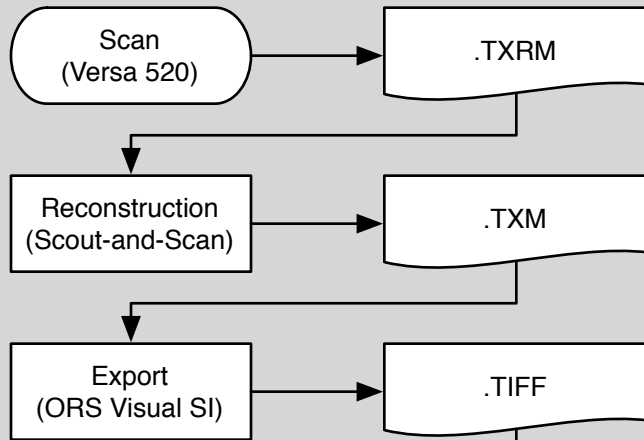 Scan
(Versa 520)
.TXRM
Reconstruction
(Scout-and-Scan)
.TXM
Export
(ORS Visual SI)
.TIFF